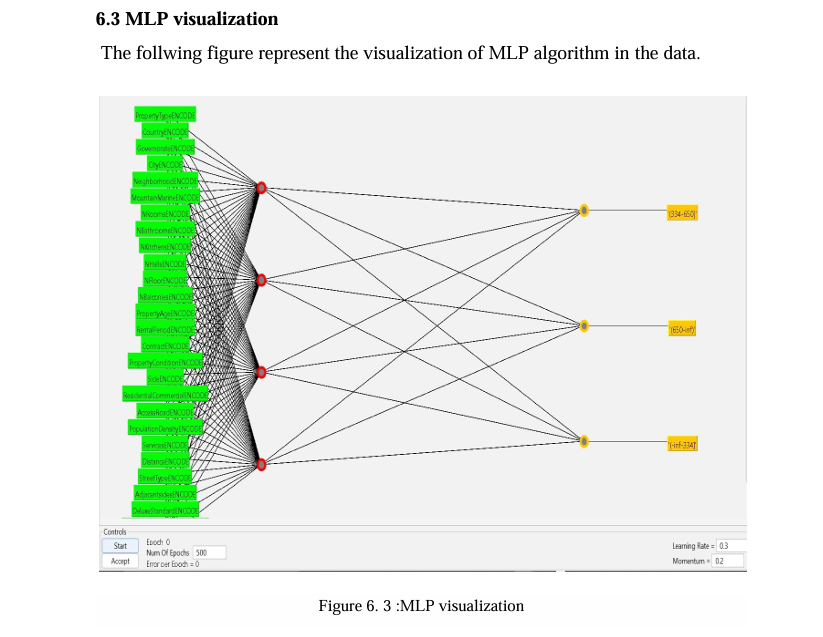 6.3 MLP visualization
The follwing figure represent the visualization of MLP algorithm in the data.
PropertyTypeENCODE
CountryENCODE
GovernorateENCODE
CityENCODE
NeighborhoodENCODE
MountainMarineENCODE
NRoomsENCODE
NBathroomsENCODE
NKitchensENCODE
NHallsENCODE
NFloorENCODE
NBalconiesENCODE
PropertyAgeENCODE
RentalPeriodENCODE
ContractENCODE
PropertyConditionENCODE
SideENCODE
ResidentialCommercialENCODE
AccessRoadENCODE
PopulationDensityENCODE
ServicesENCODE
DistanceENCODE
StreetTypeENCODE
AdjacentsidesENCODE
DeluxeStandardENCODE
'(334-650]'
'(650-inf)'
'(-inf-334]'
Controls
Start
Accept
Epoch 0
Num Of Epochs 500
Error per Epoch = 0
Learning Rate = 0.3
Momentum = 0.2
Figure 6. 3 :MLP visualization